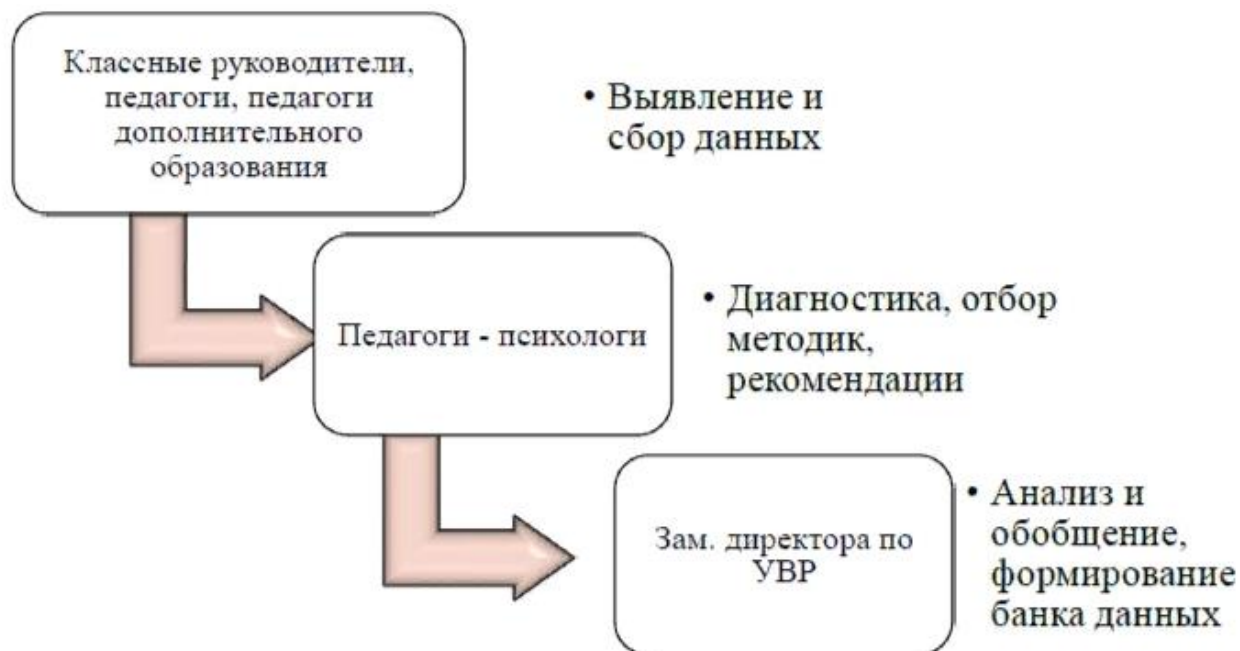 Классные руководители,
педагоги, педагоги
дополнительного
образования
• Выявление и
сбор данных
Педагоги - психологи
• Диагностика, отбор
методик,
рекомендации
Зам. директора по
УВР
• Анализ и
обобщение,
формирование
банка данных